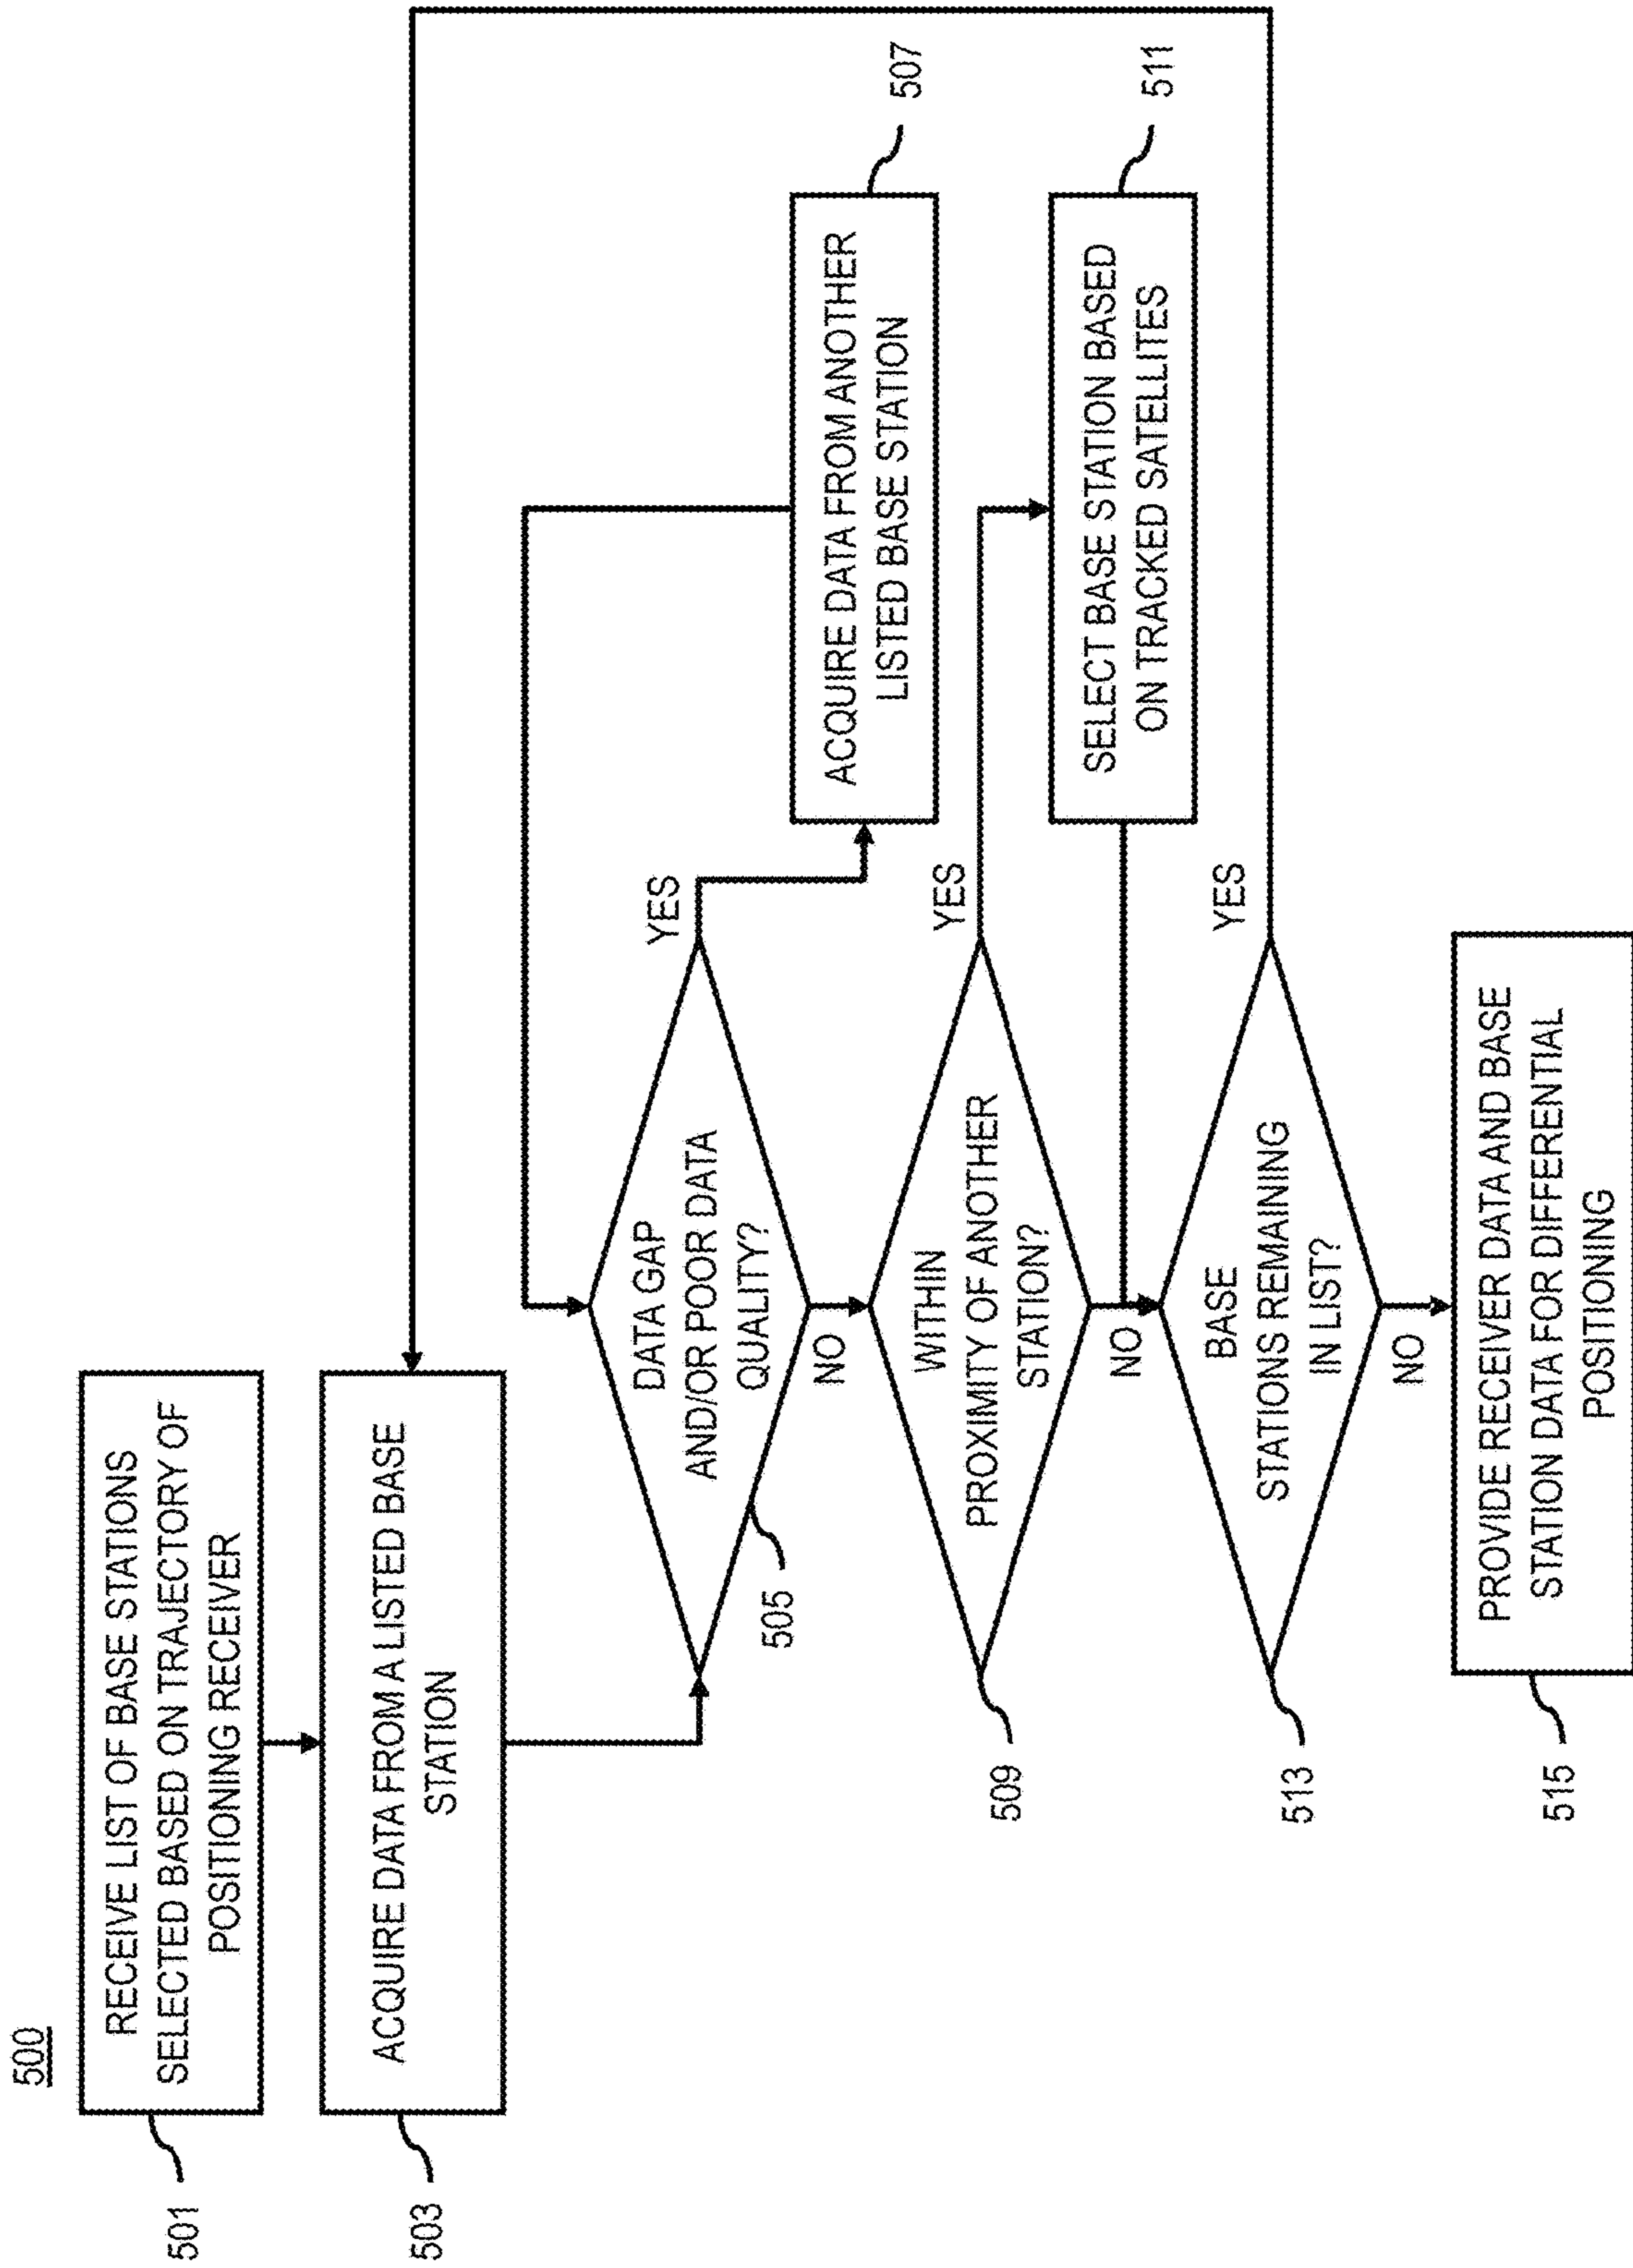 500
RECEIVE LIST OF BASE STATIONS
SELECTED BASED ON TRAJECTORY OF
POSITIONING RECEIVER
501
ACQUIRE DATA FROM A LISTED BASE
STATION
503
DATA GAP
AND/OR POOR DATA
QUALITY?
505
YES
NO
ACQUIRE DATA FROM ANOTHER
LISTED BASE STATION
507
WITHIN
PROXIMITY OF ANOTHER
STATION?
509
YES
NO
SELECT BASE STATION BASED
ON TRACKED SATELLITES
511
BASE
STATIONS REMAINING
IN LIST?
513
YES
NO
PROVIDE RECEIVER DATA AND BASE
STATION DATA FOR DIFFERENTIAL
POSITIONING
515